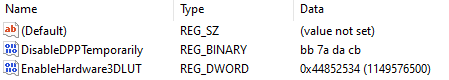 Name Type Data
(Default) REG_SZ (value not set)
DisableDPPTemporarily REG_BINARY bb 7a da cb
EnableHardware3DLUT REG_DWORD 0x44852534 (1149576500)